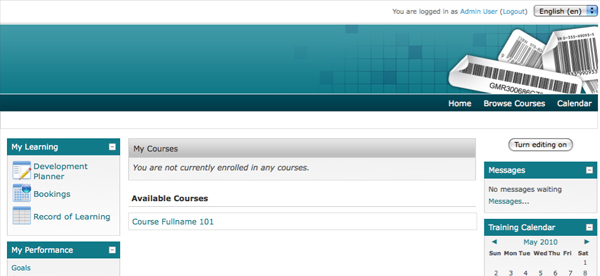 You are logged in as Admin User (Logout) English (en)
Home Browse Courses Calendar
My Learning
Development
Planner
Bookings
Record of Learning
My Performance
Goals
My Courses
You are not currently enrolled in any courses.
Available Courses
Course Fullname 101
Turn editing on
Messages
No messages waiting
Messages...
Training Calendar
◄ May 2010 ►
Sun Mon Tue Wed Thu Fri Sat
1
2 3 4 5 6 7 8